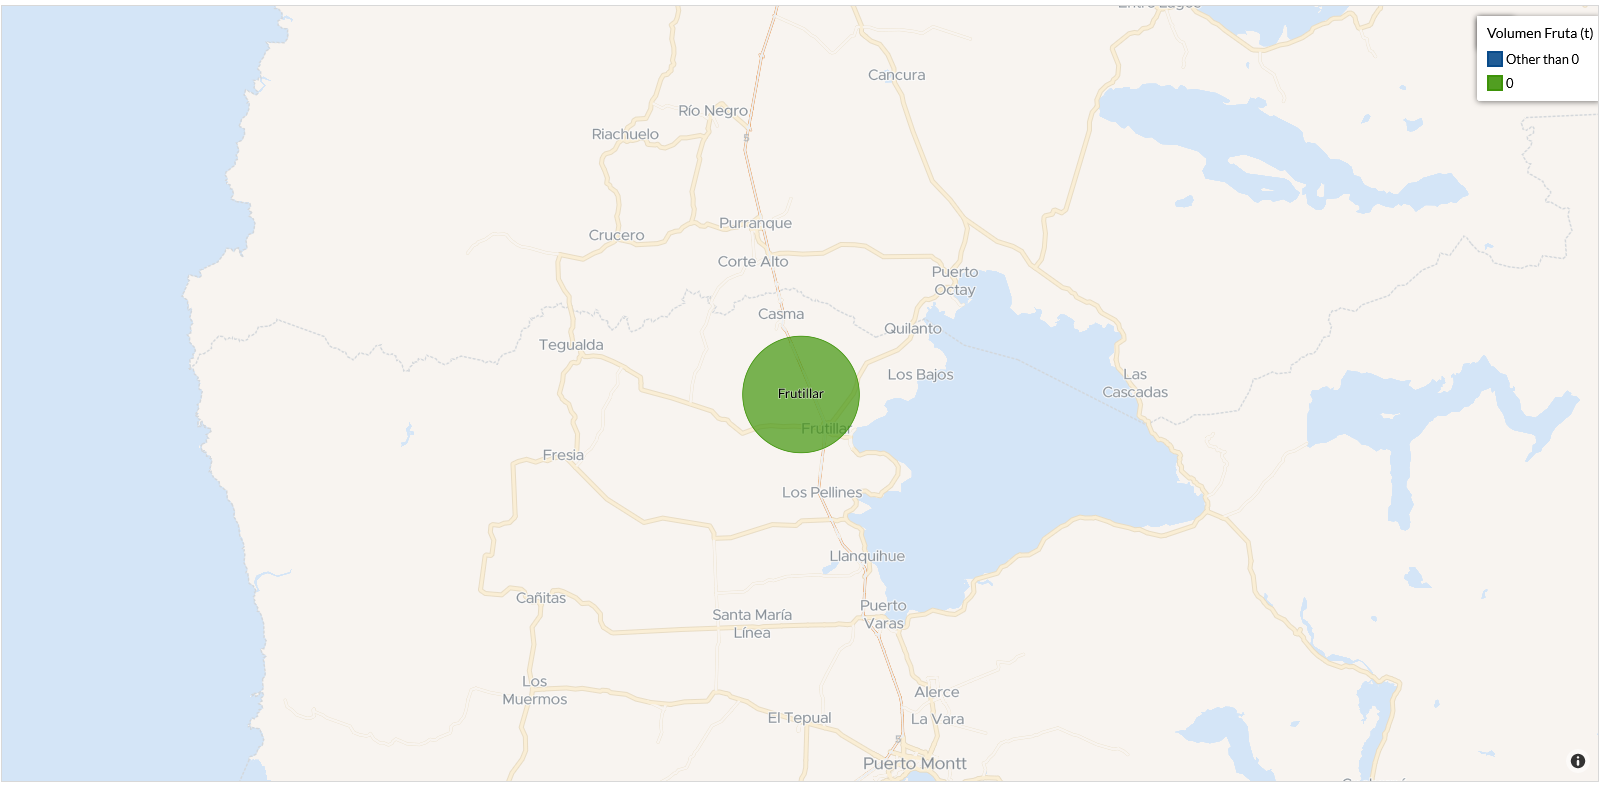 Volumen Fruta (t)
Other than 0
0
Cancura
Río Negro
5
Riachuelo
Purranque
Crucero
Corte Alto
Puerto
Octay
Casma
Quilanto
Tegualda
Los Bajos
Las
Cascadas
Frutillar
Frutillar
Fresia
Los Pellines
Llanquihue
Cañitas
Puerto
Varas
Santa María
Línea
Los
Muermos
Alerce
El Tepual
La Vara
5
Puerto Montt